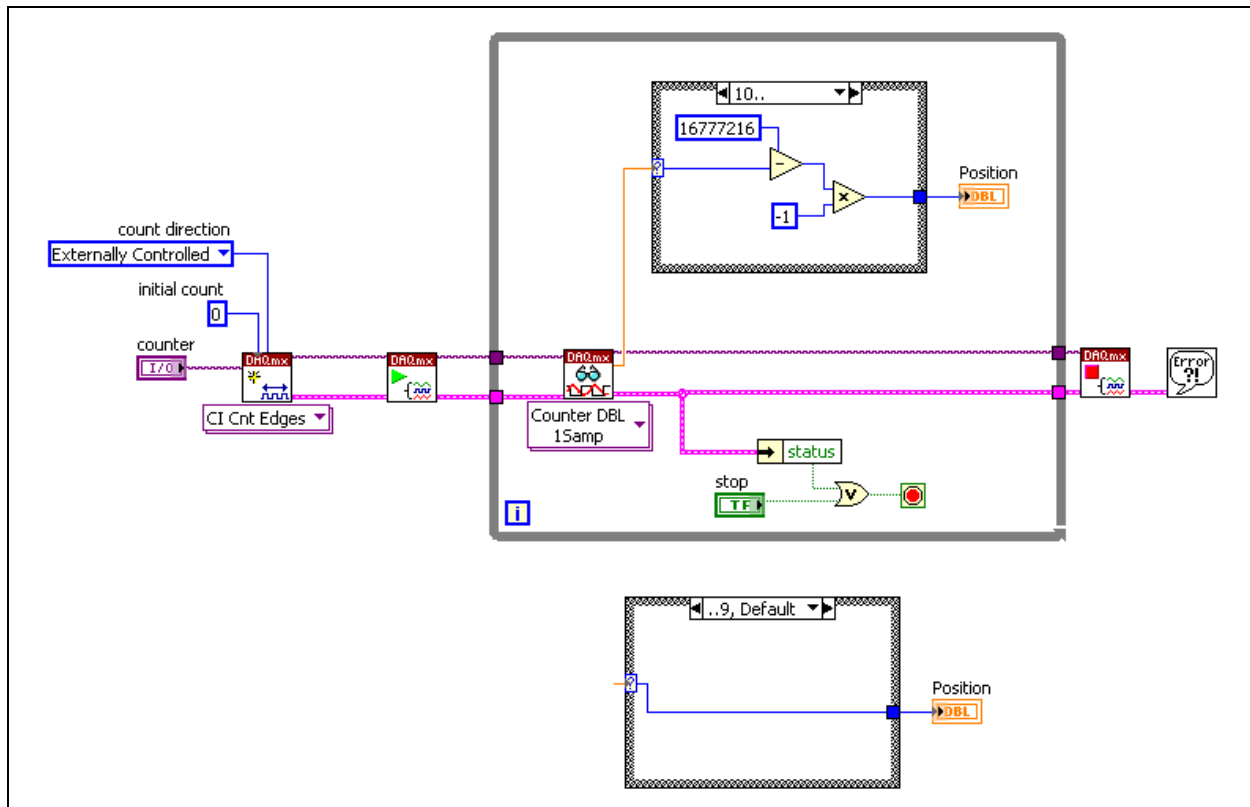 10..
16777216
-1
Position
DBL
count direction
Externally Controlled
initial count
0
counter
I/O
DAQmx
DAQmx
DAQmx
DAQmx
Error
?!
CI Cnt Edges
Counter DBL
1Samp
status
stop
TF
V
i
..9, Default
?
Position
DBL